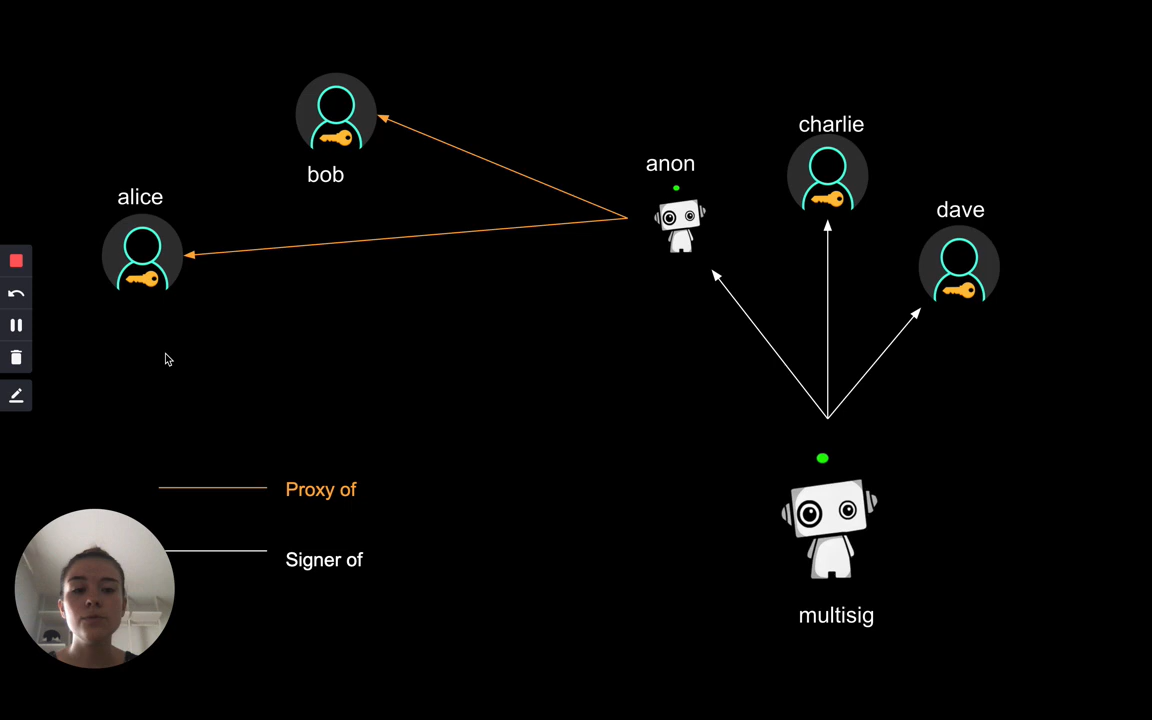 charlie
anon
bob
alice
dave
Proxy of
Signer of
multisig